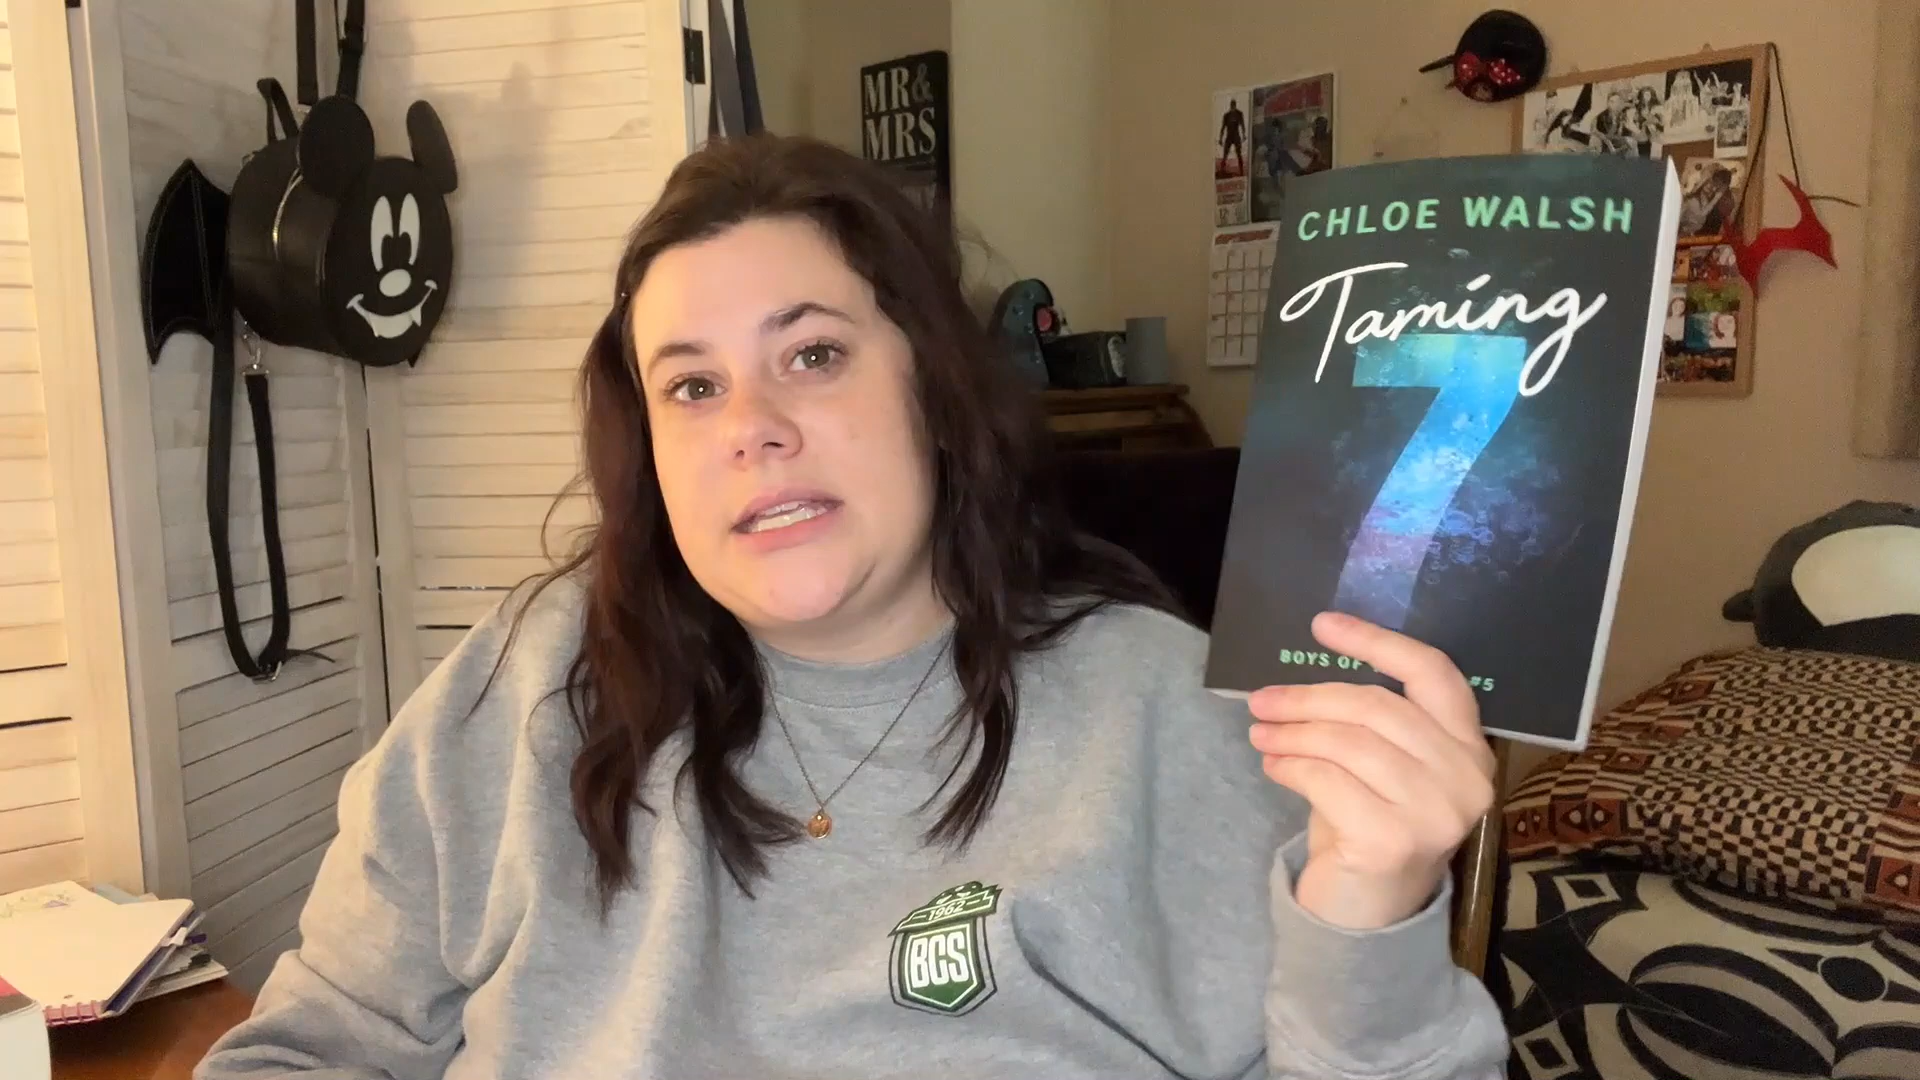 MR&
MRS
CHLOE WALSH
Taming
7
BOYS OF
#5
1962
BCS